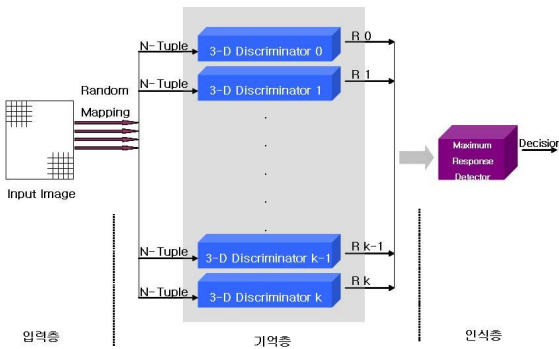 N-Tuple
3-D Discriminator 0
R 0
Random
Mapping
N-Tuple
3-D Discriminator 1
R 1
Input Image
Maximum
Response
Detector
Decision
N-Tuple
3-D Discriminator k-1
R k-1
N-Tuple
3-D Discriminator k
R k
입력층
기억층
인식층